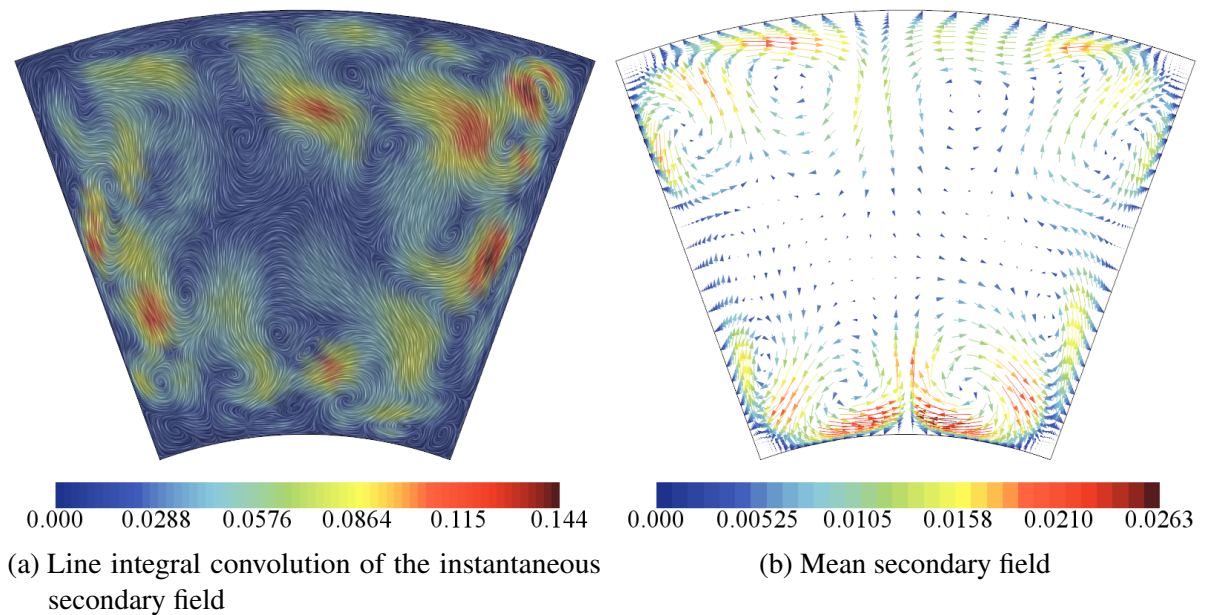 0.000 0.0288 0.0576 0.0864 0.115 0.144
0.000 0.00525 0.0105 0.0158 0.0210 0.0263
(a) Line integral convolution of the instantaneous
secondary field
(b) Mean secondary field